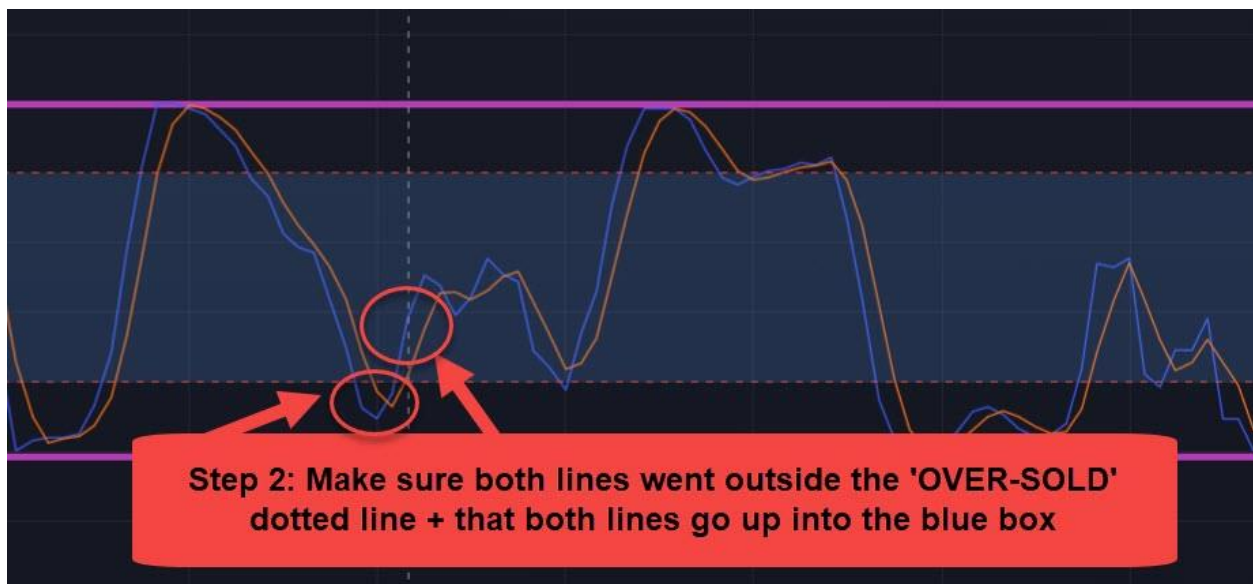 Step 2: Make sure both lines went outside the 'OVER-SOLD'
dotted line + that both lines go up into the blue box